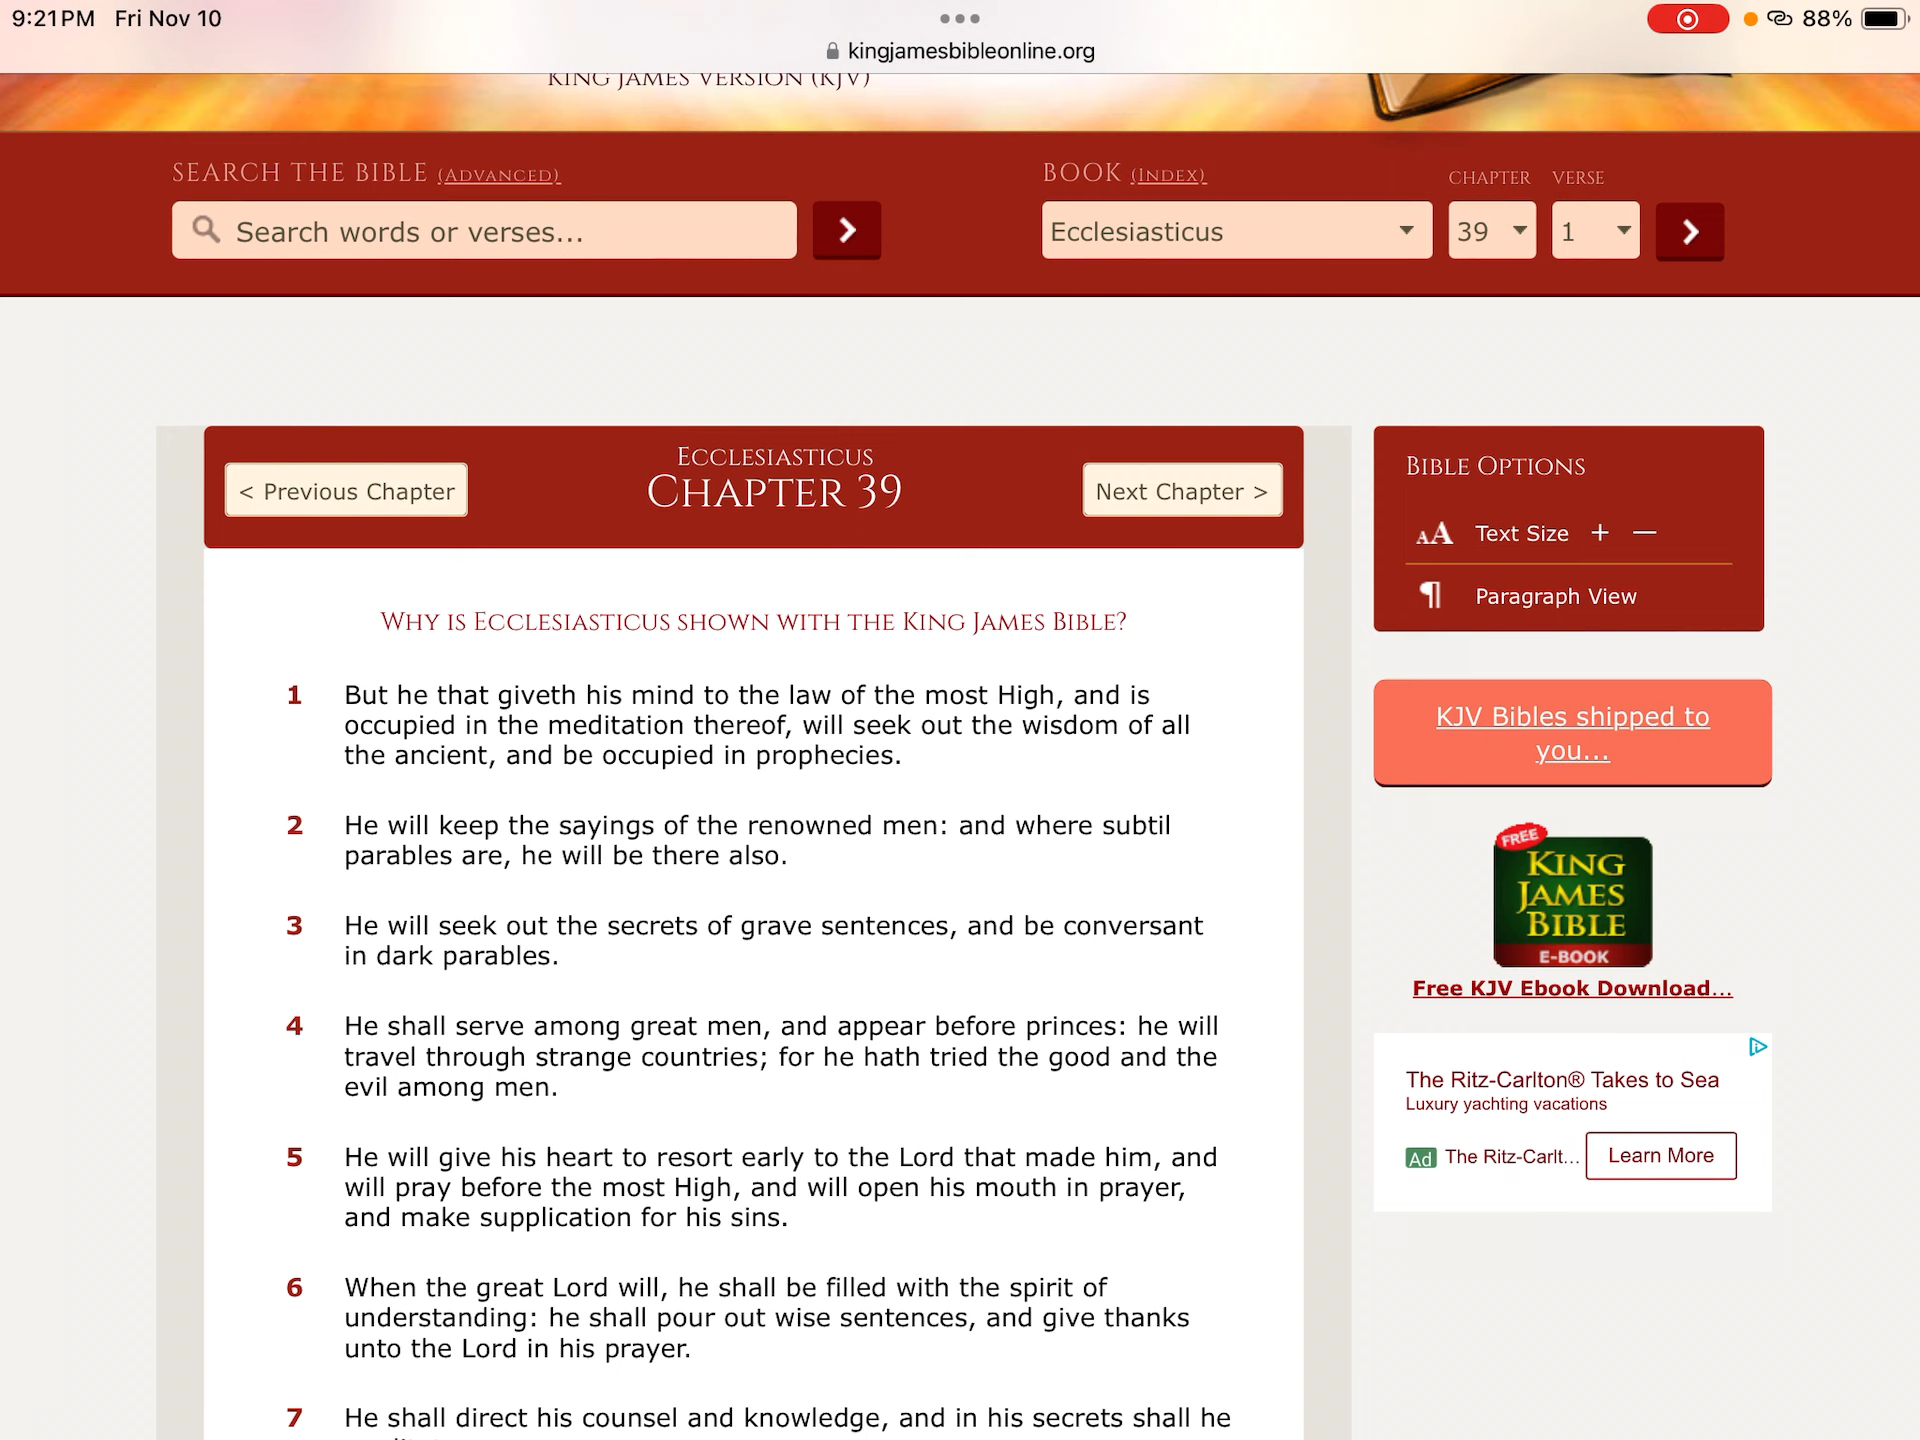 9:21PM Fri Nov 10
88%
kingjamesbibleonline.org
KING JAMES VERSION (KJV)
SEARCH THE BIBLE (ADVANCED)
Search words or verses...
BOOK (INDEX)
CHAPTER VERSE
Ecclesiasticus
39
1
< Previous Chapter
ECCLESIASTICUS
CHAPTER 39
Next Chapter >
WHY IS ECCLESIASTICUS SHOWN WITH THE KING JAMES BIBLE?
1 But he that giveth his mind to the law of the most High, and is
occupied in the meditation thereof, will seek out the wisdom of all
the ancient, and be occupied in prophecies.
2 He will keep the sayings of the renowned men: and where subtil
parables are, he will be there also.
3 He will seek out the secrets of grave sentences, and be conversant
in dark parables.
4 He shall serve among great men, and appear before princes: he will
travel through strange countries; for he hath tried the good and the
evil among men.
5 He will give his heart to resort early to the Lord that made him, and
will pray before the most High, and will open his mouth in prayer,
and make supplication for his sins.
6 When the great Lord will, he shall be filled with the spirit of
understanding: he shall pour out wise sentences, and give thanks
unto the Lord in his prayer.
7 He shall direct his counsel and knowledge, and in his secrets shall he
BIBLE OPTIONS
AA Text Size + —
¶ Paragraph View
KJV Bibles shipped to
you...
FREE
KING
JAMES
BIBLE
E-BOOK
Free KJV Ebook Download...
The Ritz-Carlton® Takes to Sea
Luxury yachting vacations
Ad The Ritz-Carlt...
Learn More